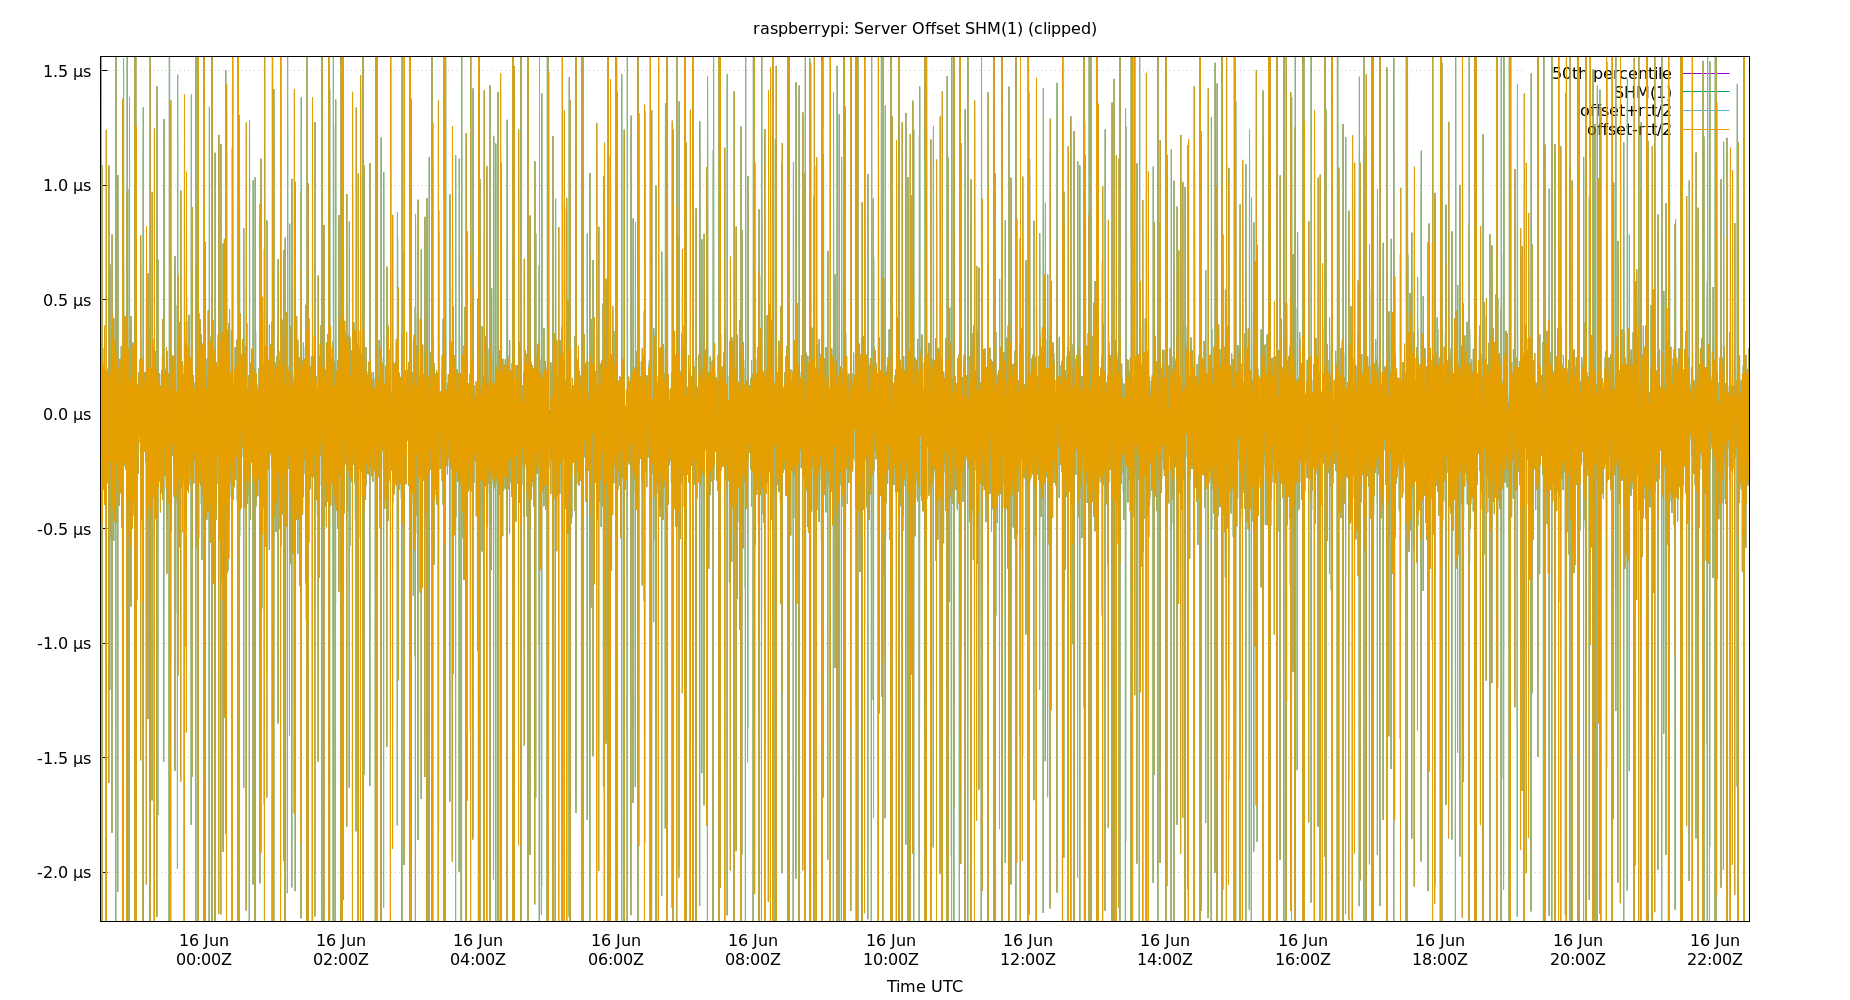 raspberrypi: Server Offset SHM(1) (clipped)
1.5 µs
1.0 µs
0.5 µs
0.0 µs
-0.5 µs
-1.0 µs
-1.5 µs
-2.0 µs
50th percentile
SHM(1)
offset+rtt/2
offset-rtt/2
16 Jun 16 Jun 16 Jun 16 Jun 16 Jun 16 Jun 16 Jun 16 Jun 16 Jun 16 Jun 16 Jun 16 Jun
00:00Z 02:00Z 04:00Z 06:00Z 08:00Z 10:00Z 12:00Z 14:00Z 16:00Z 18:00Z 20:00Z 22:00Z
Time UTC